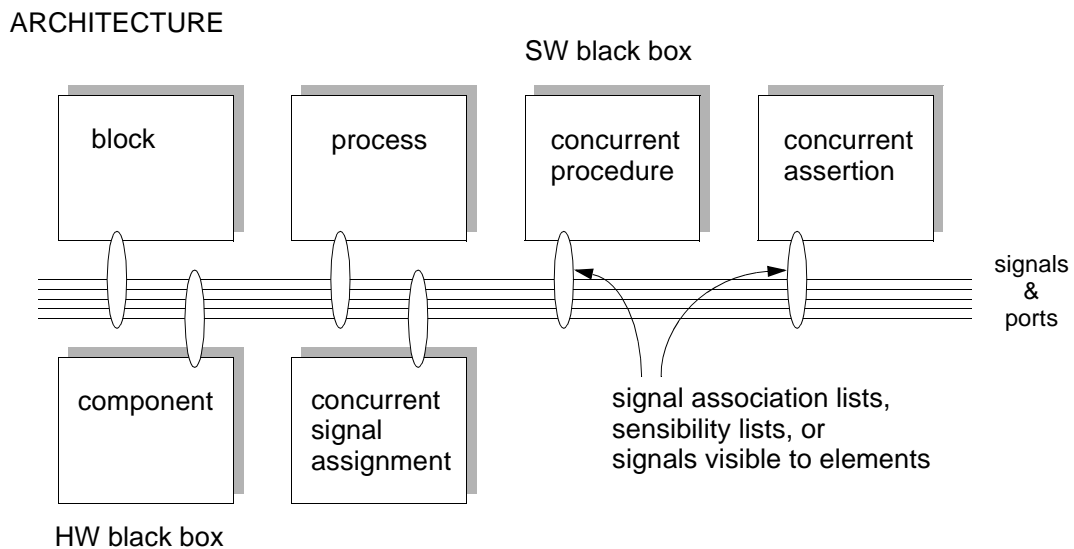 ARCHITECTURE
SW black box
block
process
concurrent
procedure
concurrent
assertion
signals
&
ports
component
concurrent
signal
assignment
signal association lists,
sensibility lists, or
signals visible to elements
HW black box